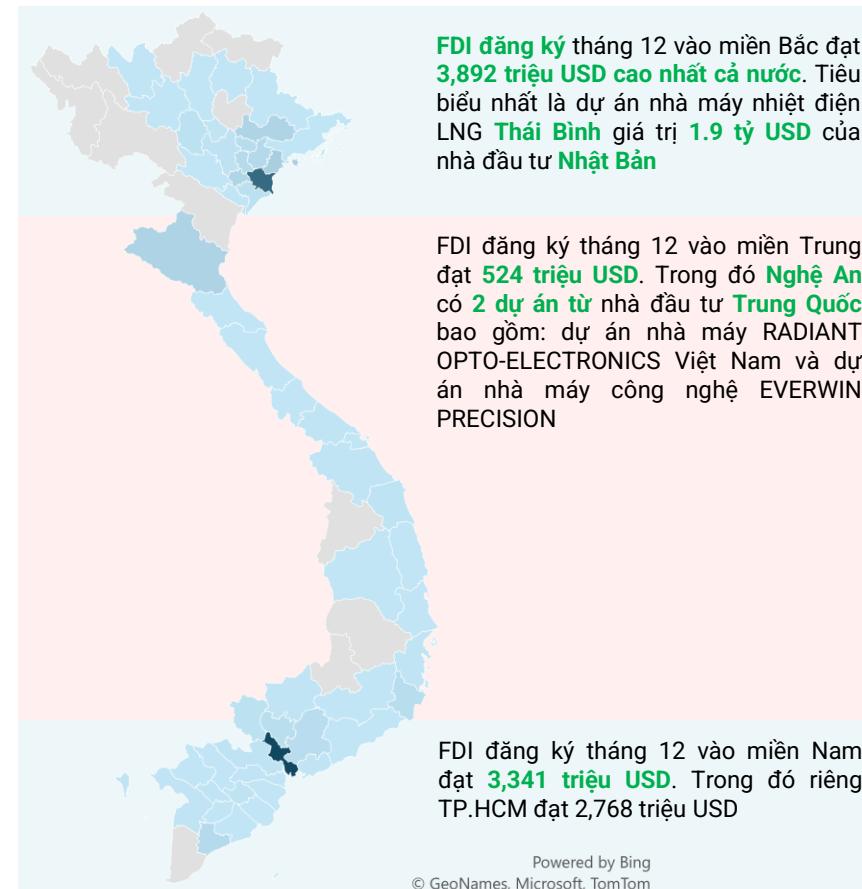 FDI đăng ký tháng 12 vào miền Bắc đạt
3,892 triệu USD cao nhất cả nước. Tiêu
biểu nhất là dự án nhà máy nhiệt điện
LNG Thái Bình giá trị 1.9 tỷ USD của
nhà đầu tư Nhật Bản
FDI đăng ký tháng 12 vào miền Trung
đạt 524 triệu USD. Trong đó Nghệ An
có 2 dự án từ nhà đầu tư Trung Quốc
bao gồm: dự án nhà máy RADIANT
OPTO-ELECTRONICS Việt Nam và dự
án nhà máy công nghệ EVERWIN
PRECISION
FDI đăng ký tháng 12 vào miền Nam
đạt 3,341 triệu USD. Trong đó riêng
TP.HCM đạt 2,768 triệu USD
Powered by Bing
© GeoNames, Microsoft, TomTom